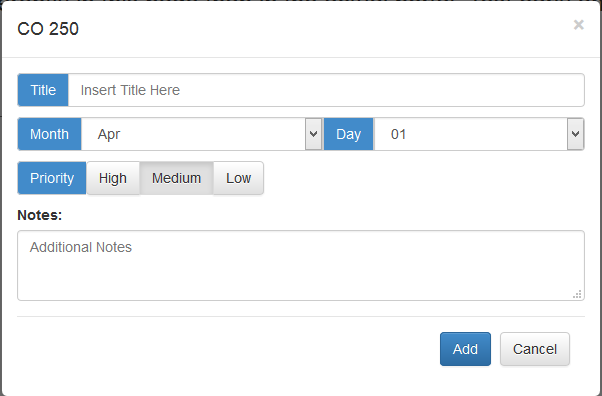 CO 250 ×
Title Insert Title Here
Month Apr Day 01
Priority High Medium Low
Notes:
Additional Notes
Add Cancel